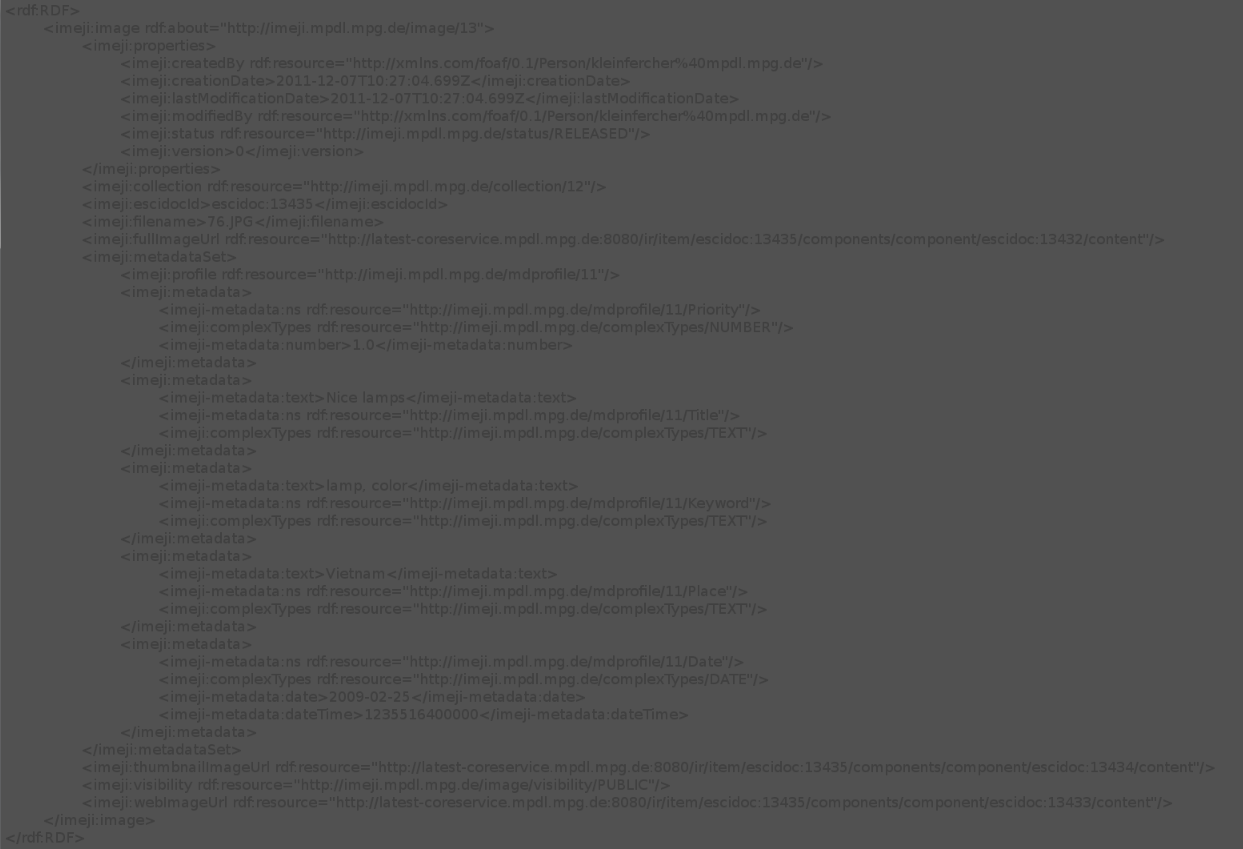 <rdf:RDF>
<imeji:image rdf:about="http://imeji.mpdl.mpg.de/image/13">
<imeji:properties>
<imeji:createdBy rdf:resource="http://xmlns.com/foaf/0.1/Person/kleinfercher%40mpdl.mpg.de"/>
<imeji:creationDate>2011-12-07T10:27:04.699Z</imeji:creationDate>
<imeji:lastModificationDate>2011-12-07T10:27:04.699Z</imeji:lastModificationDate>
<imeji:modifiedBy rdf:resource="http://xmlns.com/foaf/0.1/Person/kleinfercher%40mpdl.mpg.de"/>
<imeji:status rdf:resource="http://imeji.mpdl.mpg.de/status/RELEASED"/>
<imeji:version>0</imeji:version>
</imeji:properties>
<imeji:collection rdf:resource="http://imeji.mpdl.mpg.de/collection/12"/>
<imeji:escidocId>escidoc:13435</imeji:escidocId>
<imeji:filename>76.JPG</imeji:filename>
<imeji:fullImageUrl rdf:resource="http://latest-coreservice.mpdl.mpg.de:8080/ir/item/escidoc:13435/components/component/escidoc:13432/content"/>
<imeji:metadataSet>
<imeji:profile rdf:resource="http://imeji.mpdl.mpg.de/mdprofile/11"/>
<imeji:metadata>
<imeji-metadata:ns rdf:resource="http://imeji.mpdl.mpg.de/mdprofile/11/Priority"/>
<imeji:complexTypes rdf:resource="http://imeji.mpdl.mpg.de/complexTypes/NUMBER"/>
<imeji-metadata:number>1.0</imeji-metadata:number>
</imeji:metadata>
<imeji:metadata>
<imeji-metadata:text>Nice lamps</imeji-metadata:text>
<imeji-metadata:ns rdf:resource="http://imeji.mpdl.mpg.de/mdprofile/11/Title"/>
<imeji:complexTypes rdf:resource="http://imeji.mpdl.mpg.de/complexTypes/TEXT"/>
</imeji:metadata>
<imeji:metadata>
<imeji-metadata:text>lamp, color</imeji-metadata:text>
<imeji-metadata:ns rdf:resource="http://imeji.mpdl.mpg.de/mdprofile/11/Keyword"/>
<imeji:complexTypes rdf:resource="http://imeji.mpdl.mpg.de/complexTypes/TEXT"/>
</imeji:metadata>
<imeji:metadata>
<imeji-metadata:text>Vietnam</imeji-metadata:text>
<imeji-metadata:ns rdf:resource="http://imeji.mpdl.mpg.de/mdprofile/11/Place"/>
<imeji:complexTypes rdf:resource="http://imeji.mpdl.mpg.de/complexTypes/TEXT"/>
</imeji:metadata>
<imeji:metadata>
<imeji-metadata:ns rdf:resource="http://imeji.mpdl.mpg.de/mdprofile/11/Date"/>
<imeji:complexTypes rdf:resource="http://imeji.mpdl.mpg.de/complexTypes/DATE"/>
<imeji-metadata:date>2009-02-25</imeji-metadata:date>
<imeji-metadata:dateTime>1235516400000</imeji-metadata:dateTime>
</imeji:metadata>
</imeji:metadataSet>
<imeji:thumbnailImageUrl rdf:resource="http://latest-coreservice.mpdl.mpg.de:8080/ir/item/escidoc:13435/components/component/escidoc:13434/content"/>
<imeji:visibility rdf:resource="http://imeji.mpdl.mpg.de/image/visibility/PUBLIC"/>
<imeji:webImageUrl rdf:resource="http://latest-coreservice.mpdl.mpg.de:8080/ir/item/escidoc:13435/components/component/escidoc:13433/content"/>
</imeji:image>
</rdf:RDF>